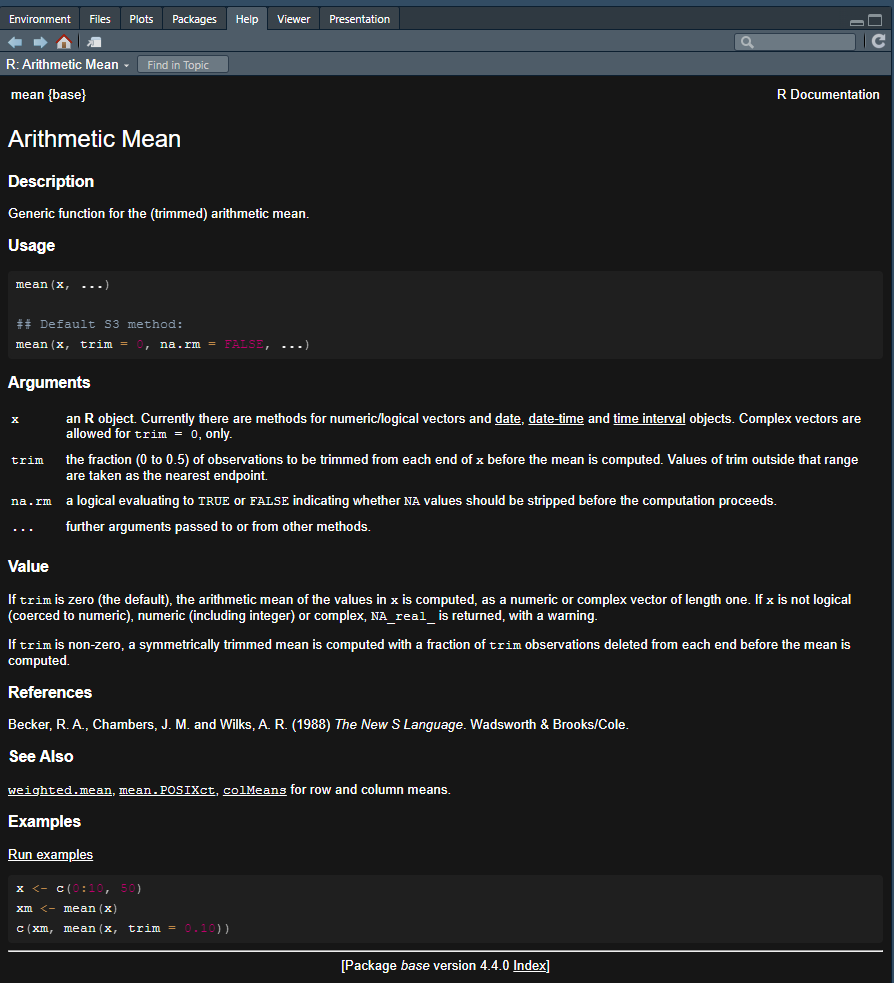 Environment Files Plots Packages Help Viewer Presentation
R: Arithmetic Mean Find in Topic
mean {base} R Documentation
Arithmetic Mean
Description
Generic function for the (trimmed) arithmetic mean.
Usage
mean(x, ...)
## Default S3 method:
mean(x, trim = 0, na.rm = FALSE, ...)
Arguments
x an R object. Currently there are methods for numeric/logical vectors and date, date-time and time interval objects. Complex vectors are
allowed for trim = 0, only.
trim the fraction (0 to 0.5) of observations to be trimmed from each end of x before the mean is computed. Values of trim outside that range
are taken as the nearest endpoint.
na.rm a logical evaluating to TRUE or FALSE indicating whether NA values should be stripped before the computation proceeds.
... further arguments passed to or from other methods.
Value
If trim is zero (the default), the arithmetic mean of the values in x is computed, as a numeric or complex vector of length one. If x is not logical
(coerced to numeric), numeric (including integer) or complex, NA_real_ is returned, with a warning.
If trim is non-zero, a symmetrically trimmed mean is computed with a fraction of trim observations deleted from each end before the mean is
computed.
References
Becker, R. A., Chambers, J. M. and Wilks, A. R. (1988) The New S Language. Wadsworth & Brooks/Cole.
See Also
weighted.mean, mean.POSIXct, colMeans for row and column means.
Examples
Run examples
x <- c(0:10, 50)
xm <- mean(x)
c(xm, mean(x, trim = 0.10))
[Package base version 4.4.0 Index]